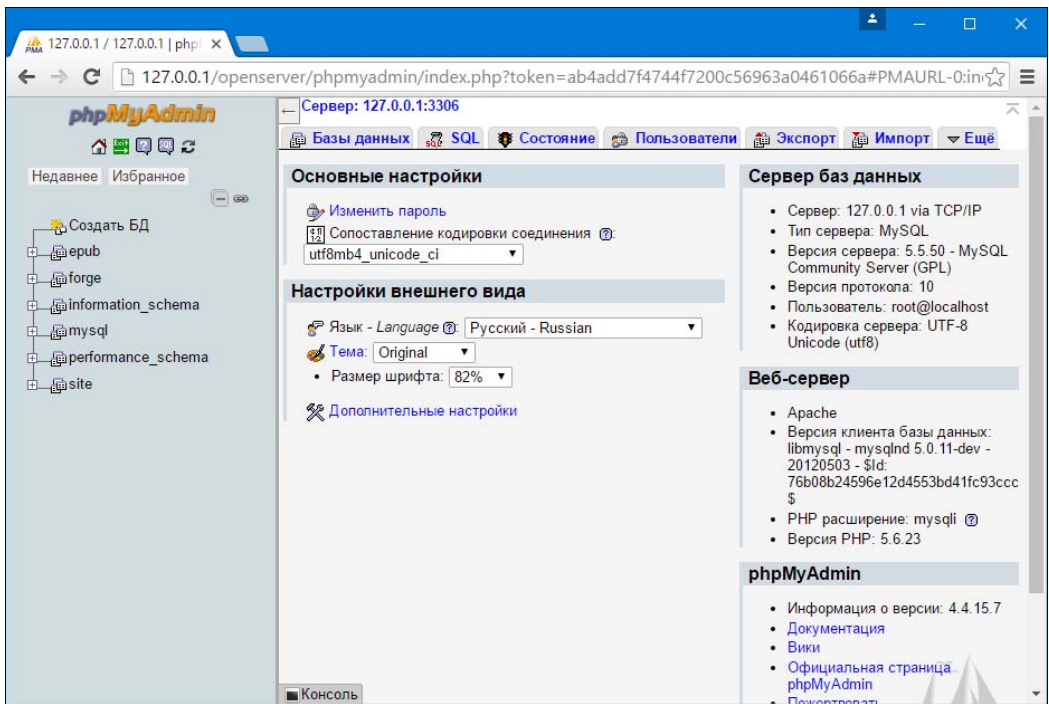 127.0.0.1 / 127.0.0.1 | php
127.0.0.1/openserver/phpmyadmin/index.php?token=ab4add7f4744f7200c56963a0461066a#PMAURL-0:in
phpMyAdmin
Недавнее Избранное
Создать БД
epub
forge
information_schema
mysql
performance_schema
site
Сервер: 127.0.0.1:3306
Базы данных SQL Состояние Пользователи Экспорт Импорт Ещё
Основные настройки
Изменить пароль
Сопоставление кодировки соединения :
utf8mb4_unicode_ci
Настройки внешнего вида
Язык - Language : Русский - Russian
Тема: Original
• Размер шрифта: 82%
Дополнительные настройки
Консоль
Сервер баз данных
• Сервер: 127.0.0.1 via TCP/IP
• Тип сервера: MySQL
• Версия сервера: 5.5.50 - MySQL
Community Server (GPL)
• Версия протокола: 10
• Пользователь: root@localhost
• Кодировка сервера: UTF-8
Unicode (utf8)
Веб-сервер
• Apache
• Версия клиента базы данных:
libmysql - mysqlnd 5.0.11-dev -
20120503 - $Id:
76b08b24596e12d4553bd41fc93ccc
$
• PHP расширение: mysqli
• Версия PHP: 5.6.23
phpMyAdmin
• Информация о версии: 4.4.15.7
• Документация
• Вики
• Официальная страница
phpMyAdmin
• Пожертвовать